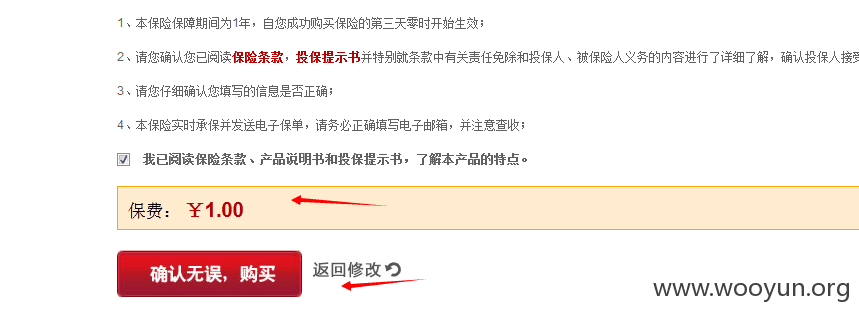 1、本保险保障期间为1年，自您成功购买保险的第三天零时开始生效；
2、请您确认您已阅读保险条款，投保提示书并特别就条款中有关责任免除和投保人、被保险人义务的内容进行了详细了解，确认投保人接受
3、请您仔细确认您填写的信息是否正确；
4、本保险实时承保并发送电子保单，请务必正确填写电子邮箱，并注意查收；
我已阅读保险条款、产品说明书和投保提示书，了解本产品的特点。
保费： ￥1.00
确认无误，购买 返回修改
www.wooyun.org